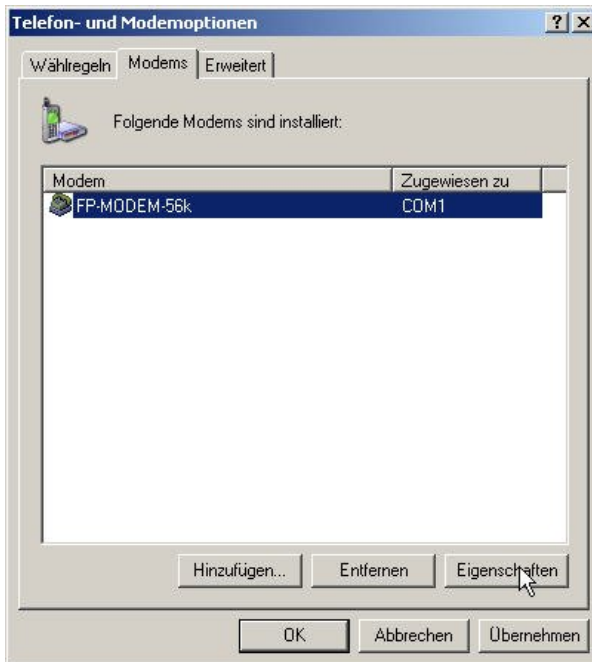 Telefon- und Modemoptionen
Wählregeln Modems Erweitert
Folgende Modems sind installiert:
Modem Zugewiesen zu
FP-MODEM-56k COM1
Hinzufügen... Entfernen Eigenschaften
OK Abbrechen Übernehmen